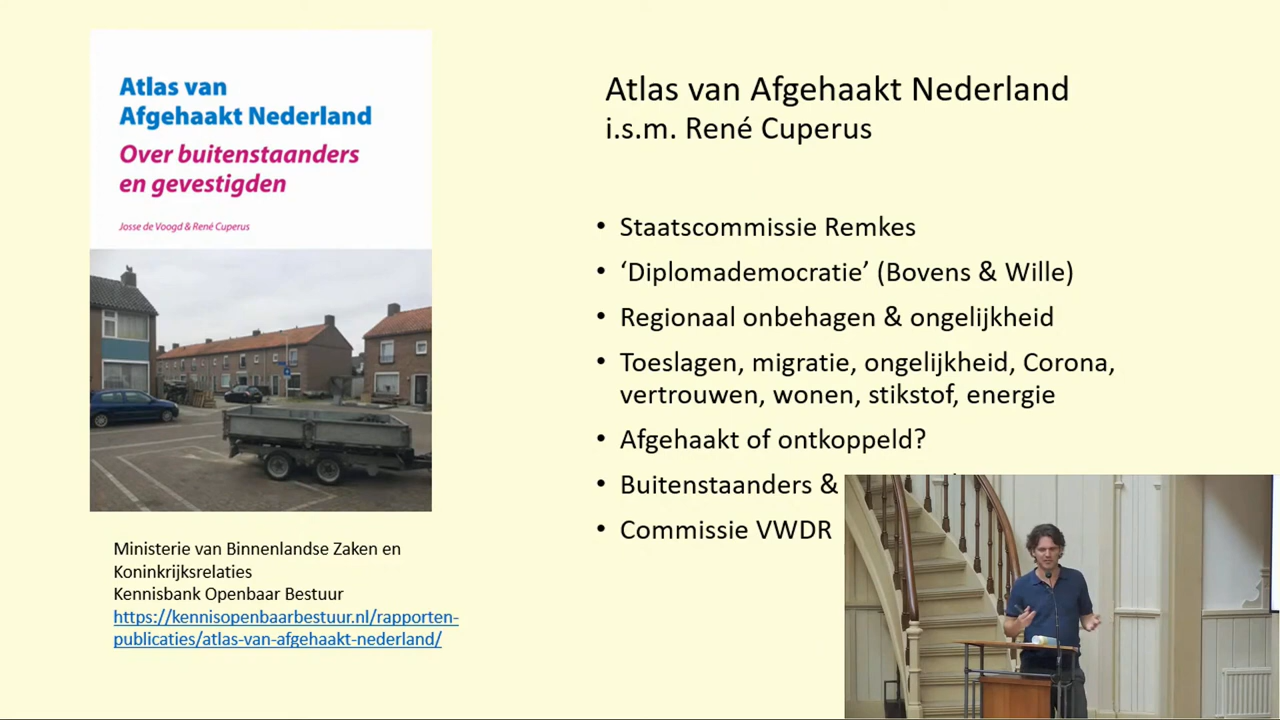 Atlas van
Afgehaakt Nederland
Over buitenstaanders
en gevestigden
Josse de Voogd & René Cuperus
Ministerie van Binnenlandse Zaken en
Koninkrijksrelaties
Kennisbank Openbaar Bestuur
https://kennisopenbaarbestuur.nl/rapporten-
publicaties/atlas-van-afgehaakt-nederland/
Atlas van Afgehaakt Nederland
i.s.m. René Cuperus
• Staatscommissie Remkes
• ‘Diplomademocratie’ (Bovens & Wille)
• Regionaal onbehagen & ongelijkheid
• Toeslagen, migratie, ongelijkheid, Corona,
vertrouwen, wonen, stikstof, energie
• Afgehaakt of ontkoppeld?
• Buitenstaanders &
• Commissie VWDR